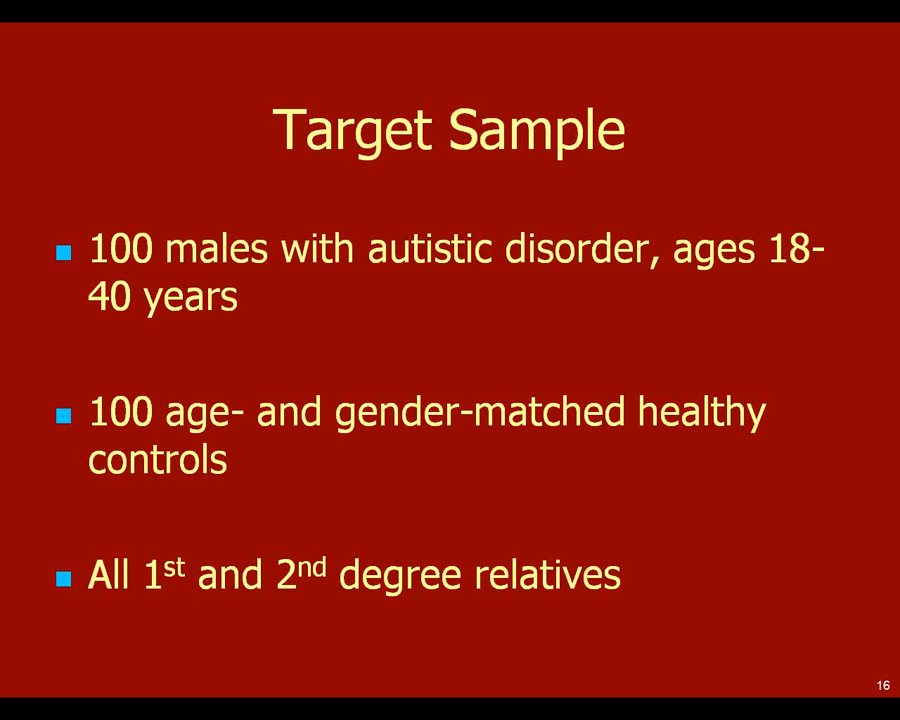 Target Sample
100 males with autistic disorder, ages 18-
40 years
100 age- and gender-matched healthy
controls
All 1st and 2nd degree relatives
16